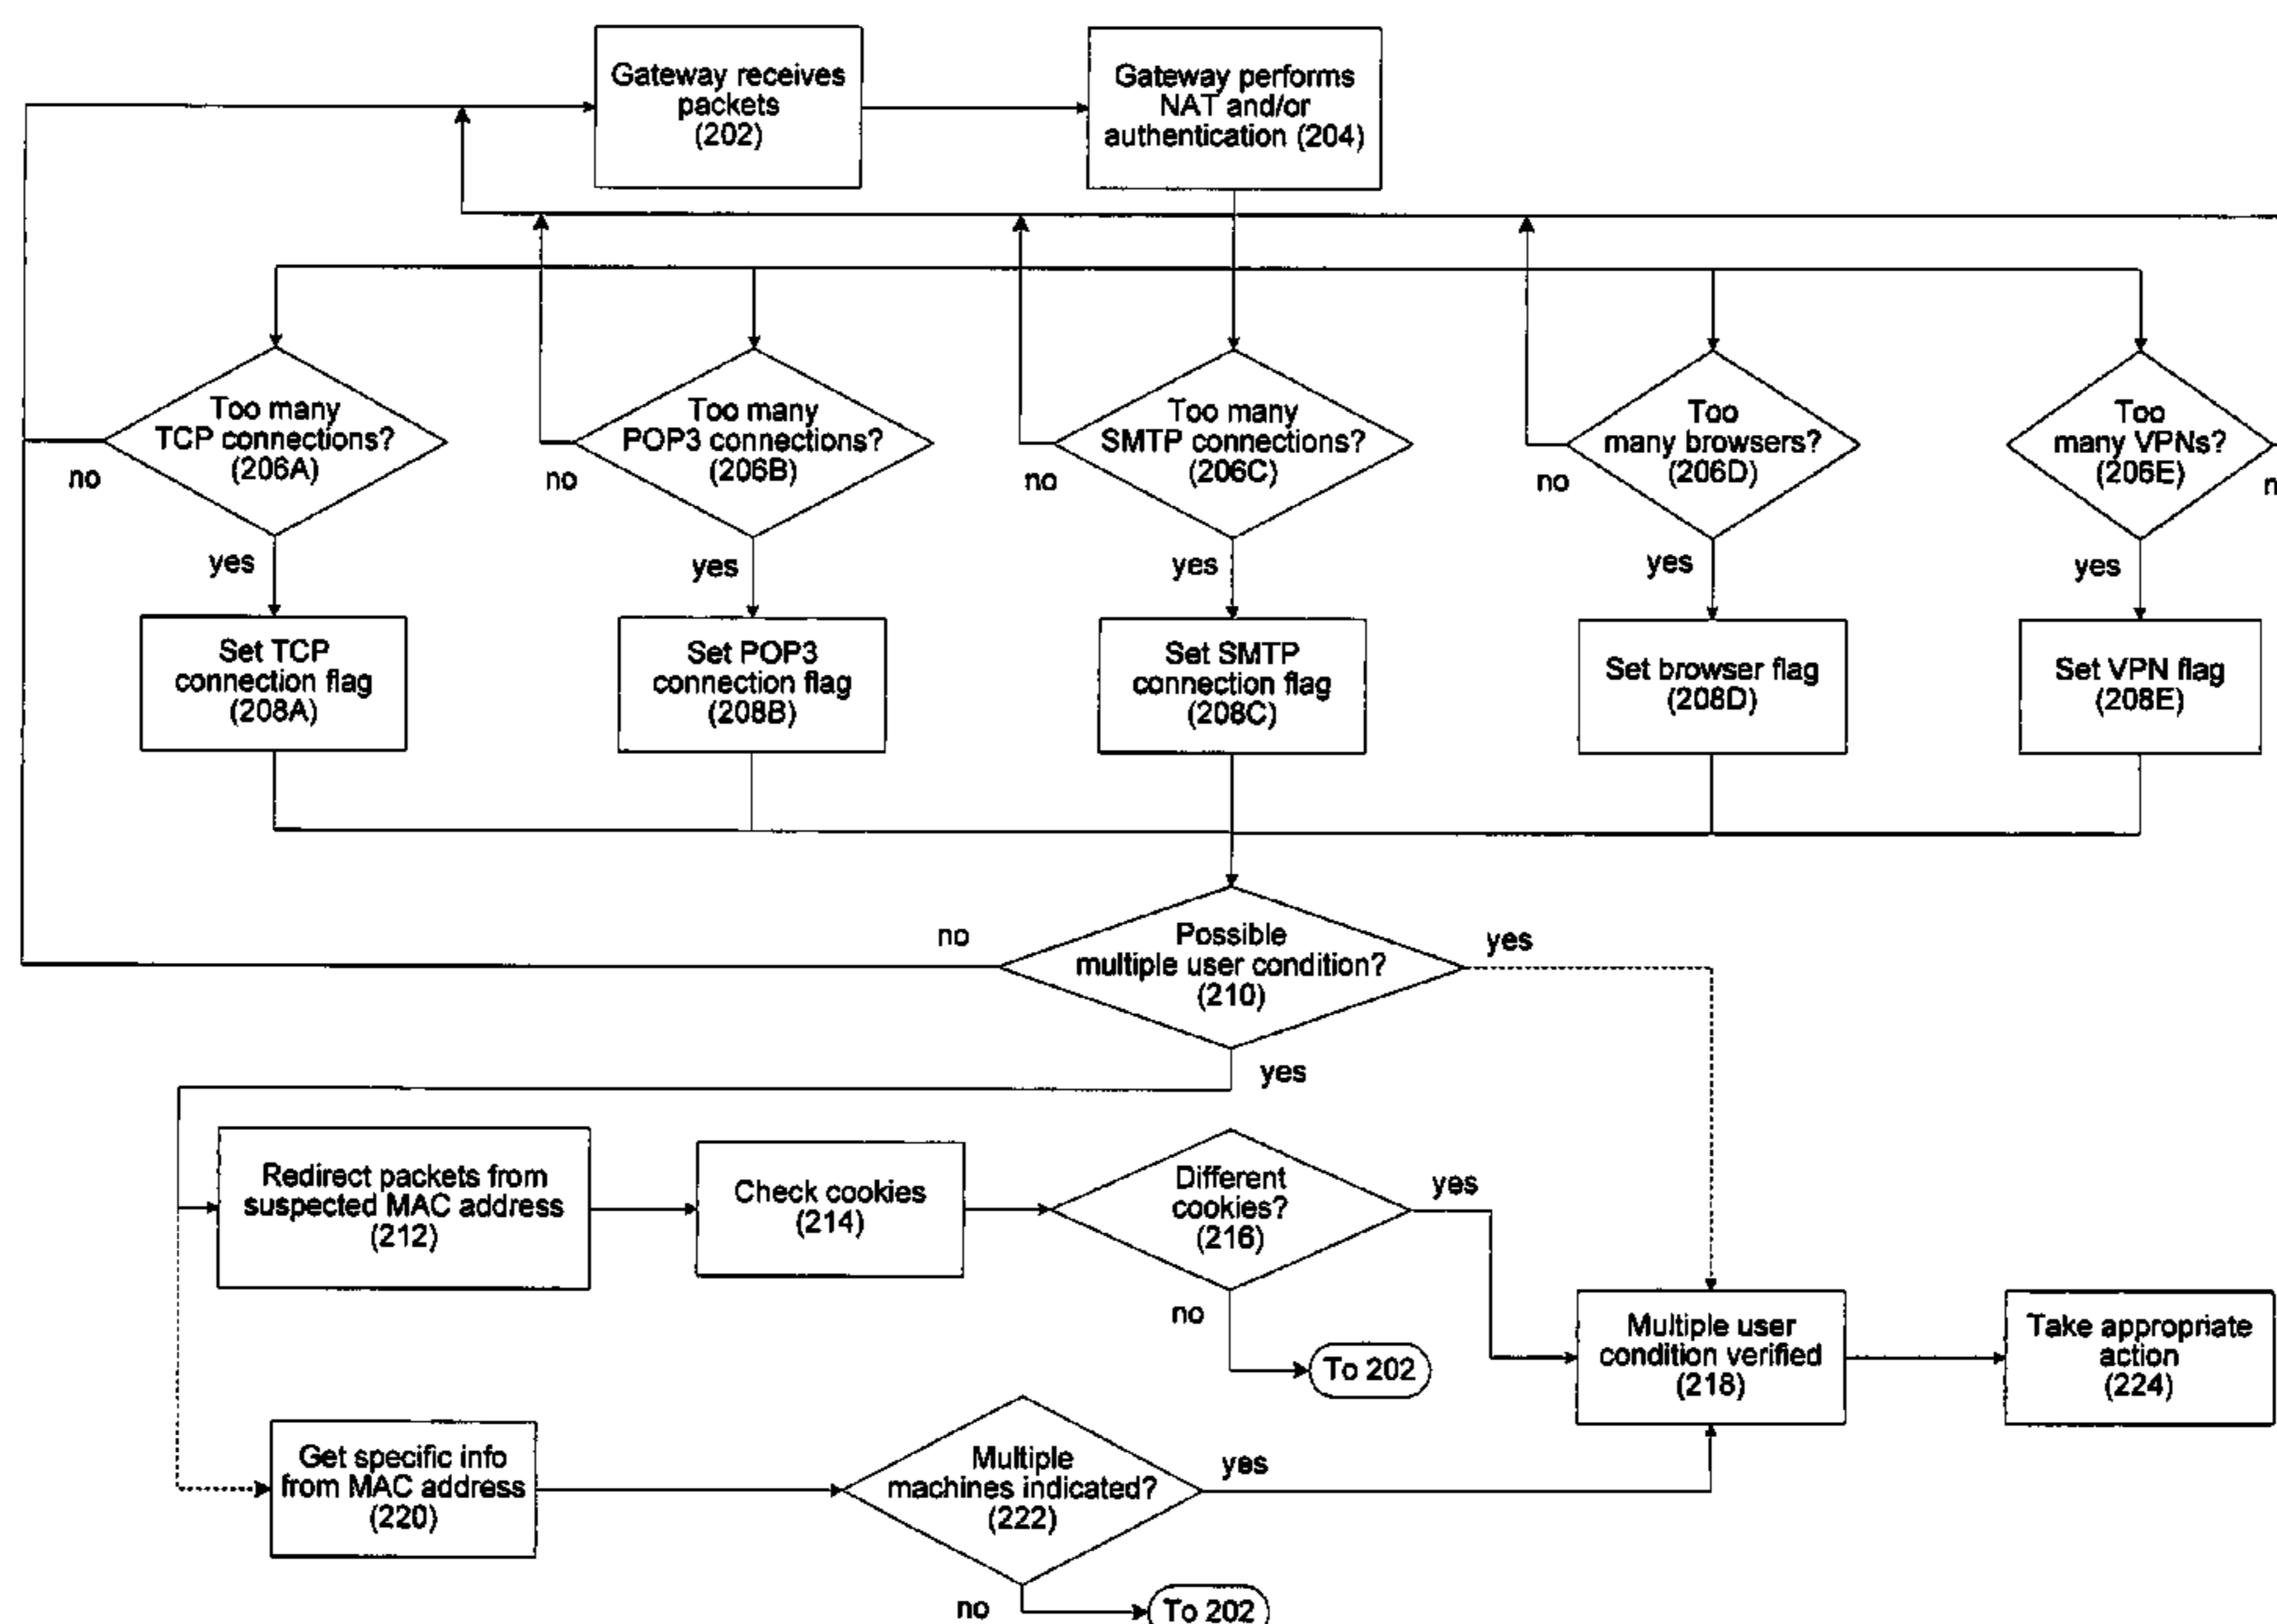 Gateway receives
packets
(202)
Gateway performs
NAT and/or
authentication (204)
Too many
TCP connections?
(206A)
no
yes
Too many
POP3 connections?
(206B)
no
yes
Too many
SMTP connections?
(206C)
no
yes
Too
many browsers?
(206D)
no
yes
Too
many VPNs?
(206E)
n
yes
Set TCP
connection flag
(208A)
Set POP3
connection flag
(208B)
Set SMTP
connection flag
(208C)
Set browser flag
(208D)
Set VPN flag
(208E)
no
Possible
multiple user condition?
(210)
yes
yes
Redirect packets from
suspected MAC address
(212)
Check cookies
(214)
Different
cookies?
(216)
yes
no
To 202
Multiple user
condition verified
(218)
Take appropriate
action
(224)
Get specific info
from MAC address
(220)
Multiple
machines indicated?
(222)
yes
no
To 202